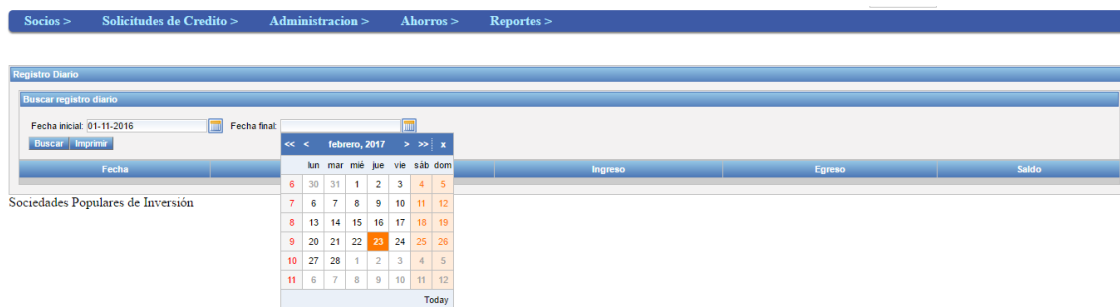 Socios > Solicitudes de Credito > Administracion > Ahorros > Reportes >
Registro Diario
Buscar registro diario
Fecha inicial: 01-11-2016 Fecha final:
Buscar Imprimir
<< < febrero, 2017 > >> x
lun mar mié jue vie sáb dom
Fecha Ingreso Egreso Saldo
6 30 31 1 2 3 4 5
7 6 7 8 9 10 11 12
Sociedades Populares de Inversión
8 13 14 15 16 17 18 19
9 20 21 22 23 24 25 26
10 27 28 1 2 3 4 5
11 6 7 8 9 10 11 12
Today